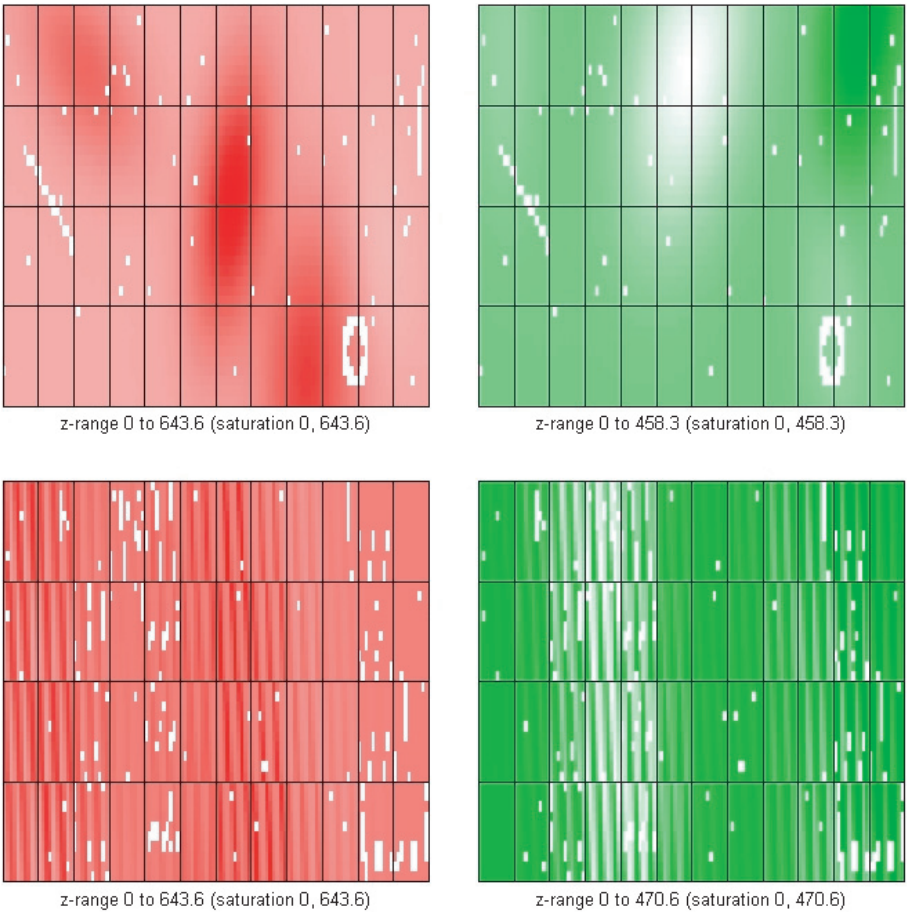 z-range 0 to 643.6 (saturation 0, 643.6)
z-range 0 to 458.3 (saturation 0, 458.3)
z-range 0 to 643.6 (saturation 0, 643.6)
z-range 0 to 470.6 (saturation 0, 470.6)